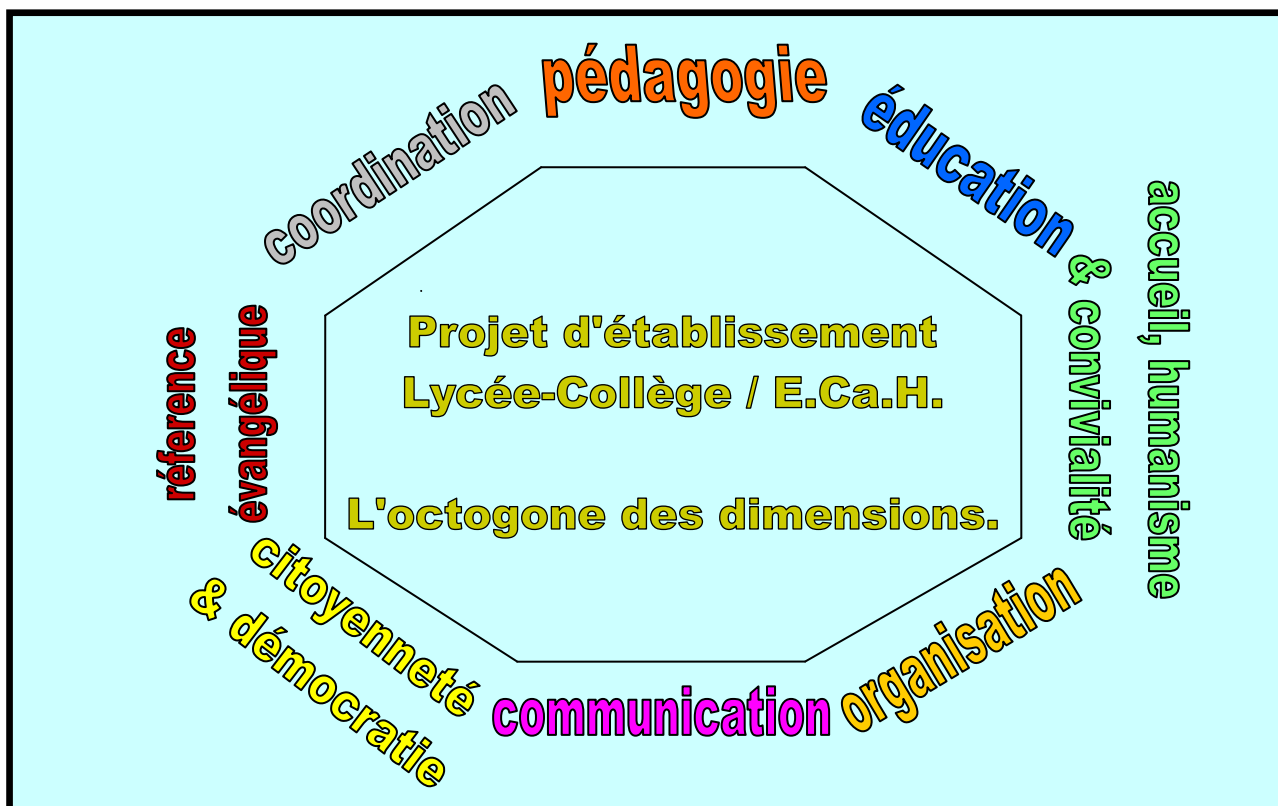 pédagogie
coordination
éducation
accueil, humanisme
& convivialité
Projet d'établissement
Lycée-Collège / E.Ca.H.
L'octogone des dimensions.
réference
évangélique
citoyenneté
& démocratie
communication
organisation